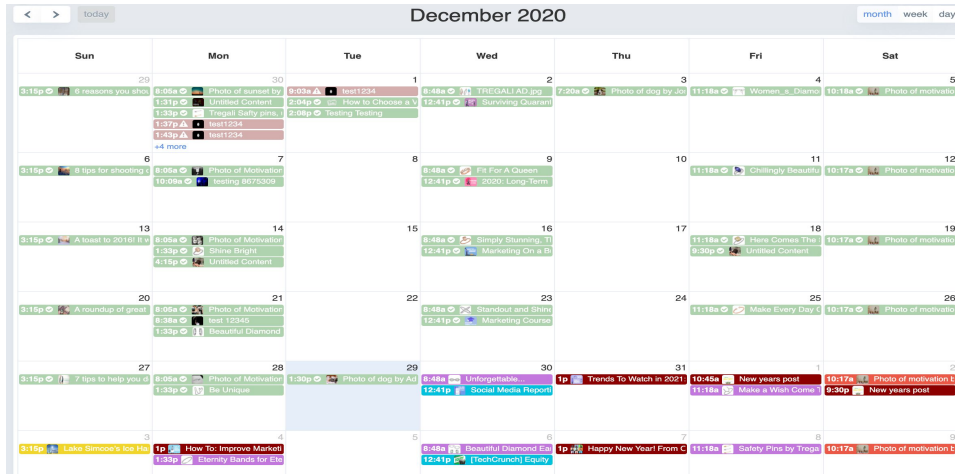 today
December 2020
month week day
Sun Mon Tue Wed Thu Fri Sat
29 30 1 2 3 4 5
3:15p 6 reasons you shou
8:05a Photo of sunset by
1:31p Untitled Content
1:33p Tregali Safty pins,
1:37p test1234
1:43p test1234
+4 more
9:03a test1234
2:04p How to Choose a V
2:08p Testing Testing
8:48a TREGALI AD.jpg
12:41p Surviving Quarant
7:20a Photo of dog by Jo
11:18a Women_s_Diamo
10:18a Photo of motivatio
6 7 8 9 10 11 12
3:15p 8 tips for shooting
8:05a Photo of Motivation
10:09a testing 8675309
8:48a Fit For A Queen
12:41p 2020: Long-Term
11:18a Chillingly Beautifu
10:17a Photo of motivatio
13 14 15 16 17 18 19
3:15p A toast to 2016! It w
8:05a Photo of Motivation
1:33p Shine Bright
4:15p Untitled Content
8:48a Simply Stunning, T
12:41p Marketing On a B
11:18a Here Comes The
9:30p Untitled Content
10:17a Photo of motivatio
20 21 22 23 24 25 26
3:15p A roundup of great
8:05a Photo of Motivation
8:38a test 12345
1:33p Beautiful Diamond
8:48a Standout and Shine
12:41p Marketing Course
11:18a Make Every Day
10:17a Photo of motivatio
27 28 29 30 31 1 2
3:15p 7 tips to help you d
8:05a Photo of Motivation
1:33p Be Unique
1:30p Photo of dog by Ad
8:48a Unforgettable...
12:41p Social Media Report
1p Trends To Watch in 2021:
10:45a New years post
11:18a Make a Wish Come
10:17a Photo of motivation b
9:30p New years post
3 4 5 6 7 8 9
3:15p Lake Simcoe's Ice Ha
1p How To: Improve Marketi
1:33p Eternity Bands for Ete
8:48a Beautiful Diamond Ea
12:41p [TechCrunch] Equity
1p Happy New Year! From C
11:18a Safety Pins by Trega
10:17a Photo of motivation b